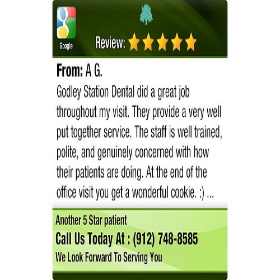 Google
Review:
From: A G.
Godley Station Dental did a great job
throughout my visit. They provide a very well
put together service. The staff is well trained,
polite, and genuinely concerned with how
their patients are doing. At the end of the
office visit you get a wonderful cookie. :) ...
Another 5 Star patient
Call Us Today At : (912) 748-8585
We Look Forward To Serving You